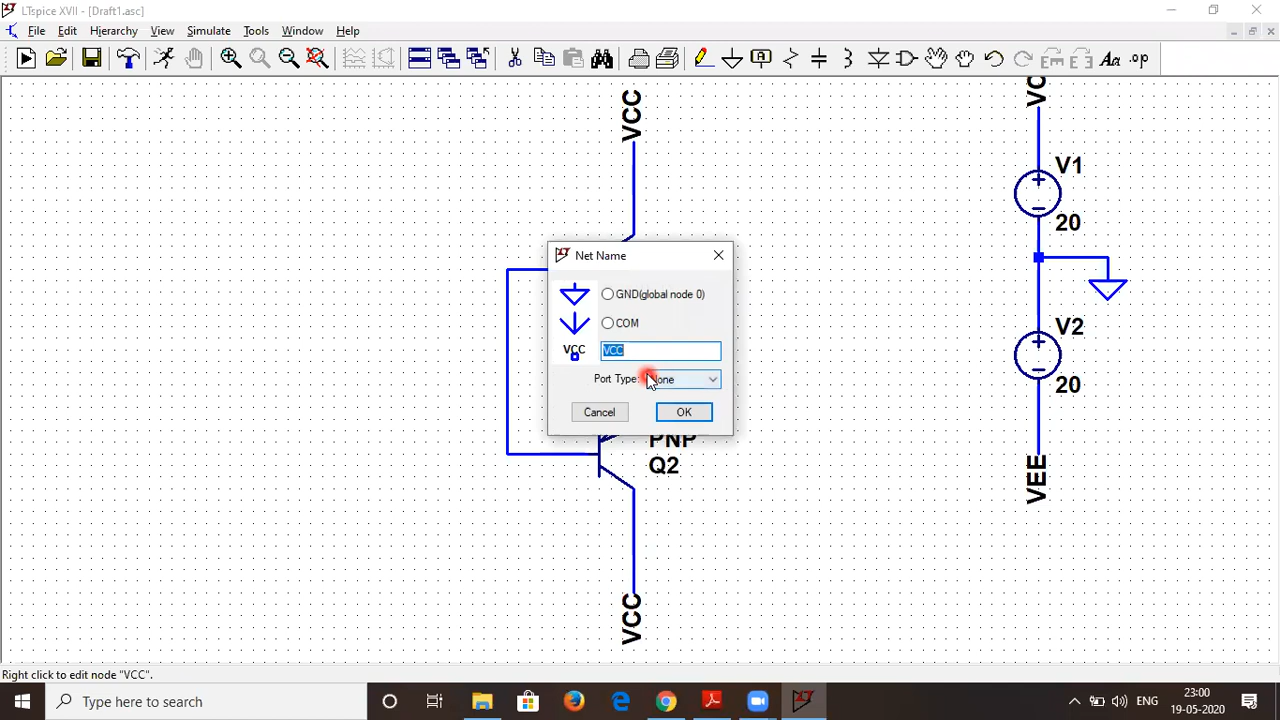 LTspice XVII - [Draft1.asc]
File Edit Hierarchy View Simulate Tools Window Help
Aa .op
VCC
V1
20
V2
20
VEE
Net Name
GND(global node 0)
COM
VCC VCC
Port Type:
Cancel OK
PNP
Q2
VCC
Right click to edit node "VCC".
Type here to search
ENG
23:00
19-05-2020